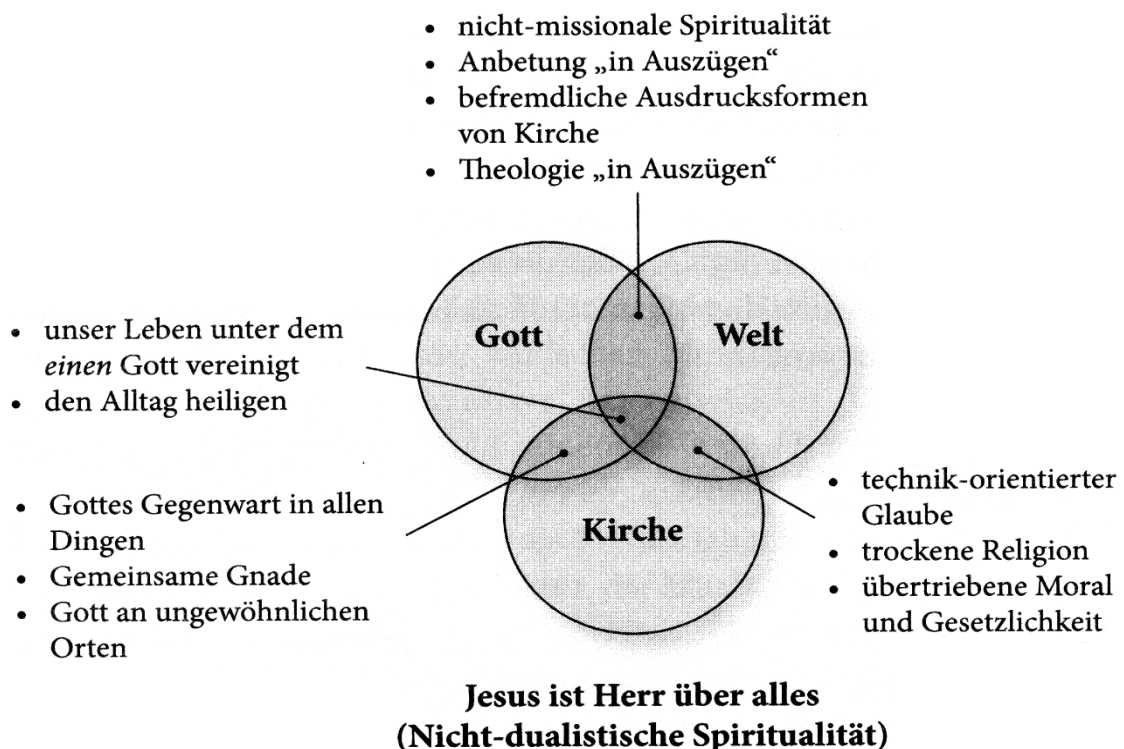 • nicht-missionale Spiritualität
• Anbetung „in Auszügen“
• befremdliche Ausdrucksformen
von Kirche
• Theologie „in Auszügen“
Gott
Welt
Kirche
• unser Leben unter dem
einen Gott vereinigt
• den Alltag heiligen
• Gottes Gegenwart in allen
Dingen
• Gemeinsame Gnade
• Gott an ungewöhnlichen
Orten
• technik-orientierter
Glaube
• trockene Religion
• übertriebene Moral
und Gesetzlichkeit
Jesus ist Herr über alles
(Nicht-dualistische Spiritualität)